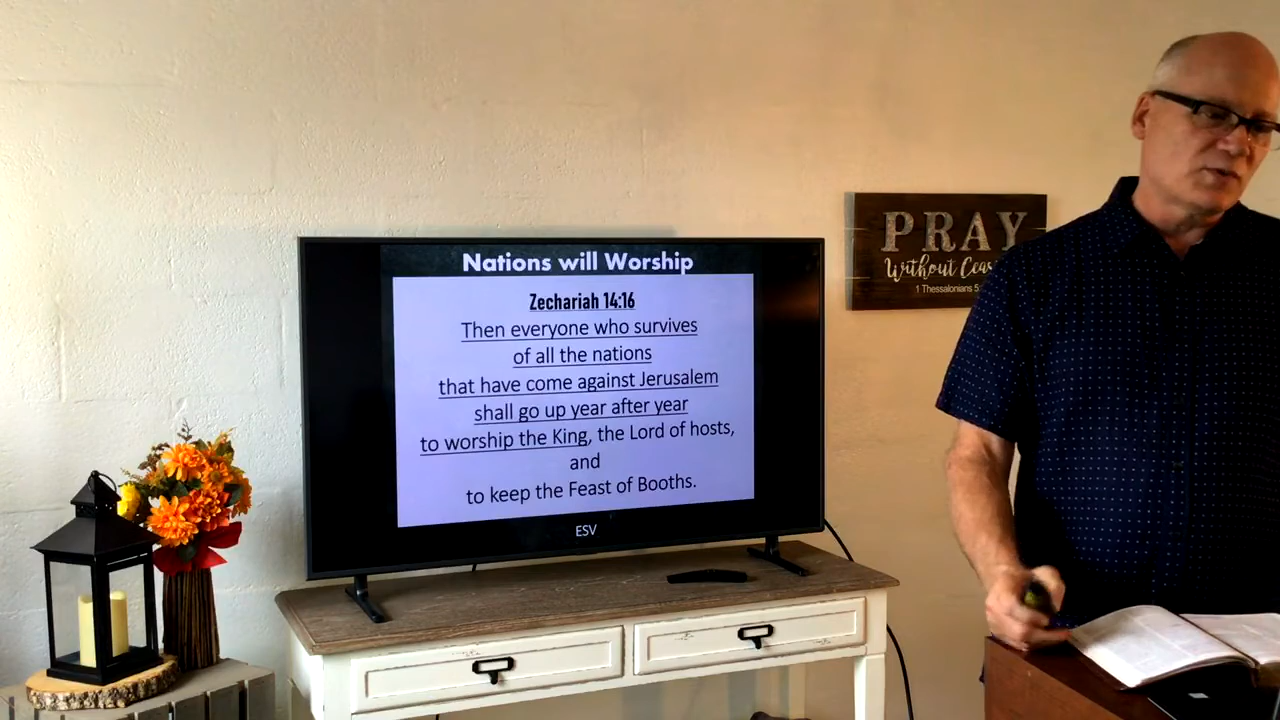 Nations will Worship
Zechariah 14:16
Then everyone who survives
of all the nations
that have come against Jerusalem
shall go up year after year
to worship the King, the Lord of hosts,
and
to keep the Feast of Booths.
ESV
PRAY
Without
1 Thessalonians